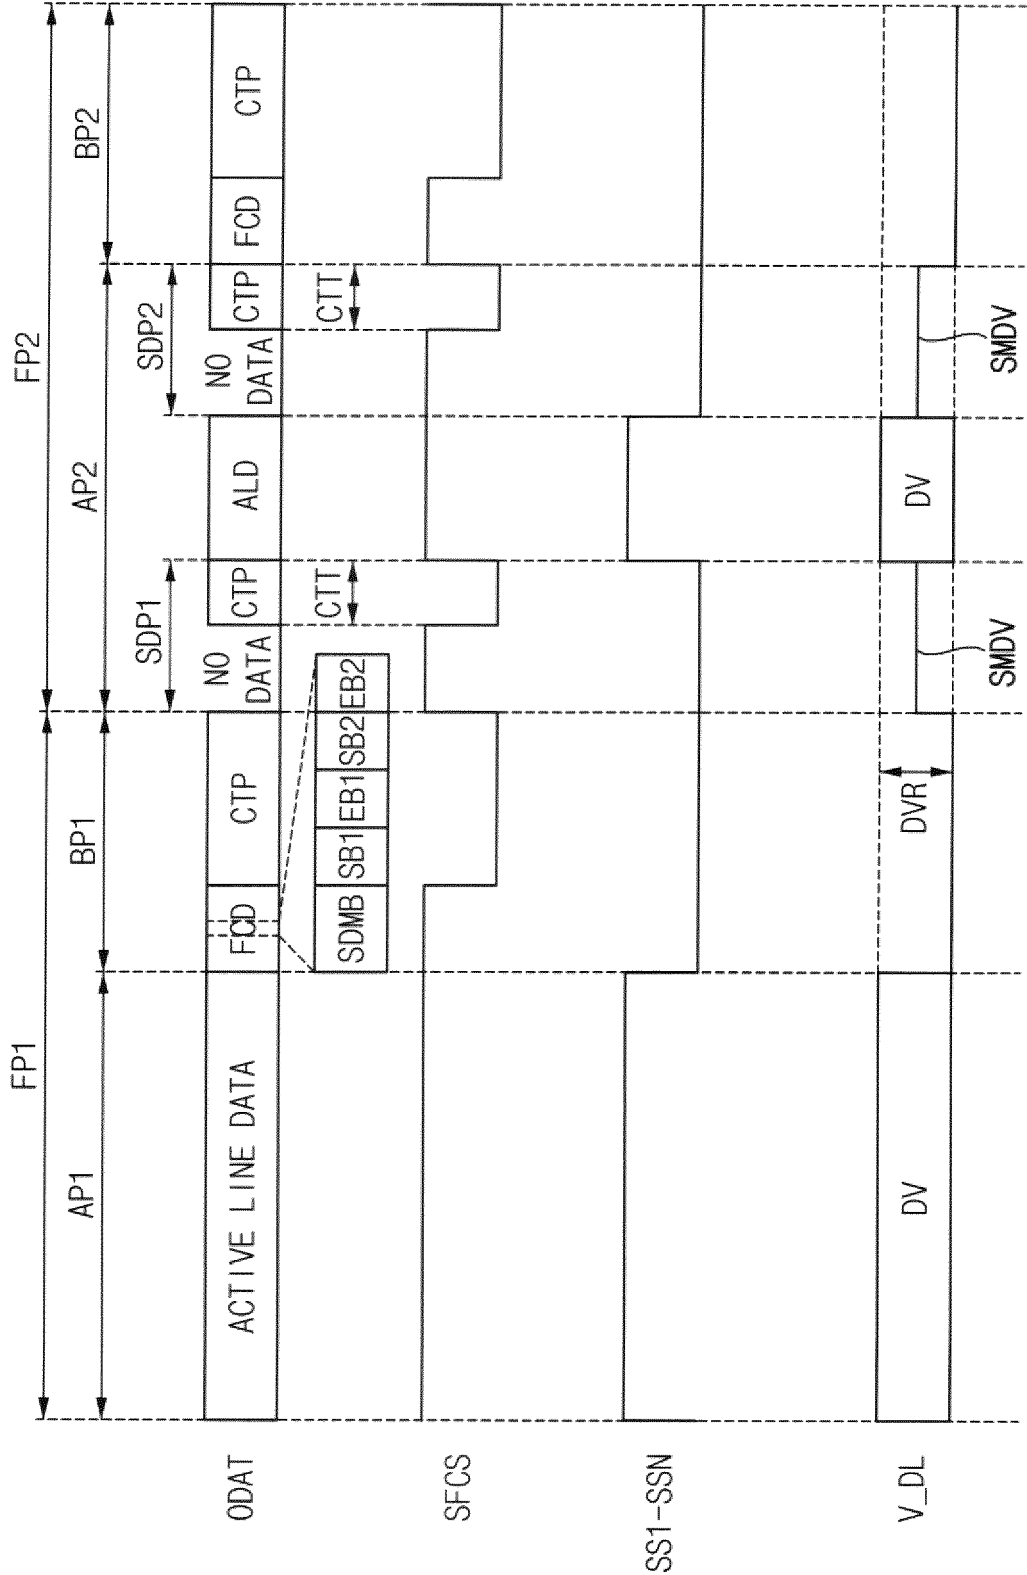 FP1
FP2
AP1
BP1
AP2
BP2
SDP1
SDP2
ODAT
ACTIVE LINE DATA
FCD
CTP
NO
DATA
CTP
ALD
NO
DATA
CTP
FCD
CTP
SDMB
SB1
EB1
SB2
EB2
CTT
CTT
SFCS
SS1-SSN
V_DL
DV
DVR
DV
SMDV
SMDV